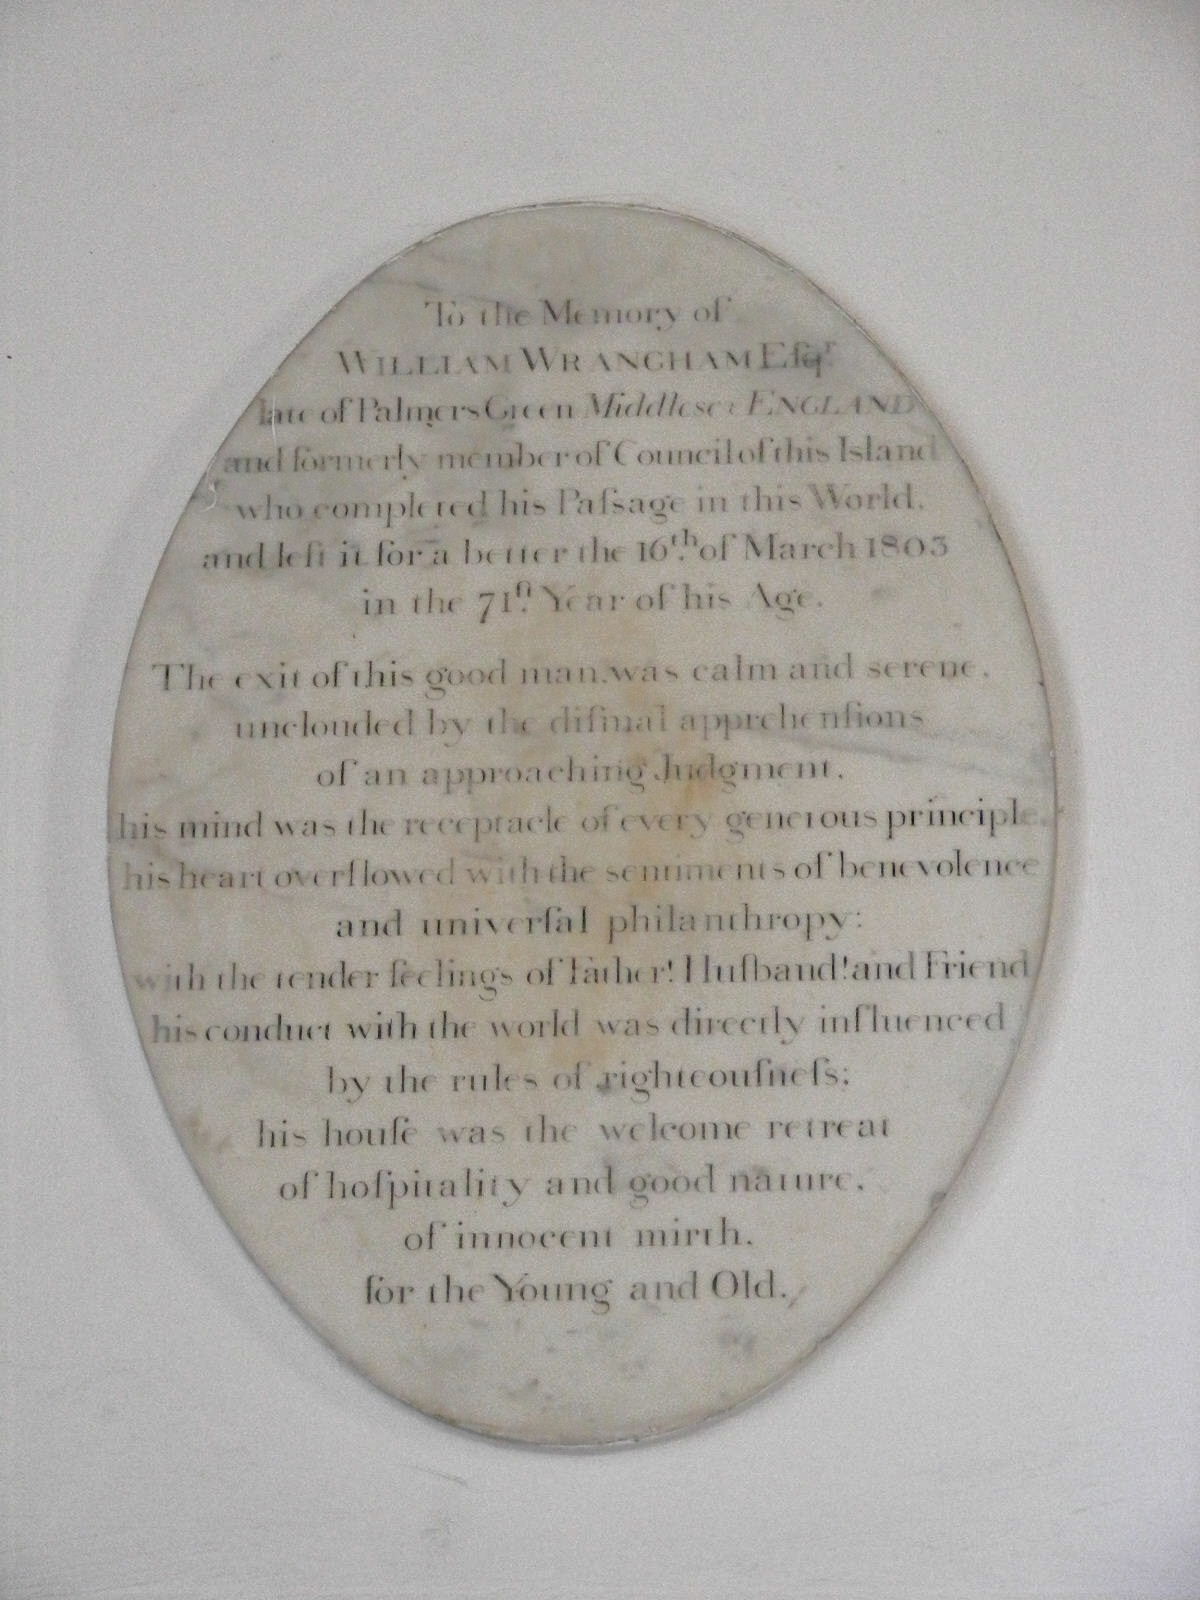 To the Memory of
WILLIAM WRANGHAM Eſqʳ
late of Palmers Green Middlesex ENGLAND
and formerly member of Council of this Island
who completed his Paſsage in this World,
and left it for a better the 16ᵗʰ of March 1803
in the 71ſᵗ Year of his Age.
The exit of this good man, was calm and serene,
unclouded by the diſmal apprehenſions
of an approaching Judgment,
his mind was the receptacle of every generous principle,
his heart overflowed with the sentiments of benevolence
and univerſal philanthropy:
with the tender feelings of Father! Huſband! and Friend
his conduct with the world was directly influenced
by the rules of righteouſneſs;
his houſe was the welcome retreat
of hoſpitality and good nature,
of innocent mirth,
for the Young and Old.